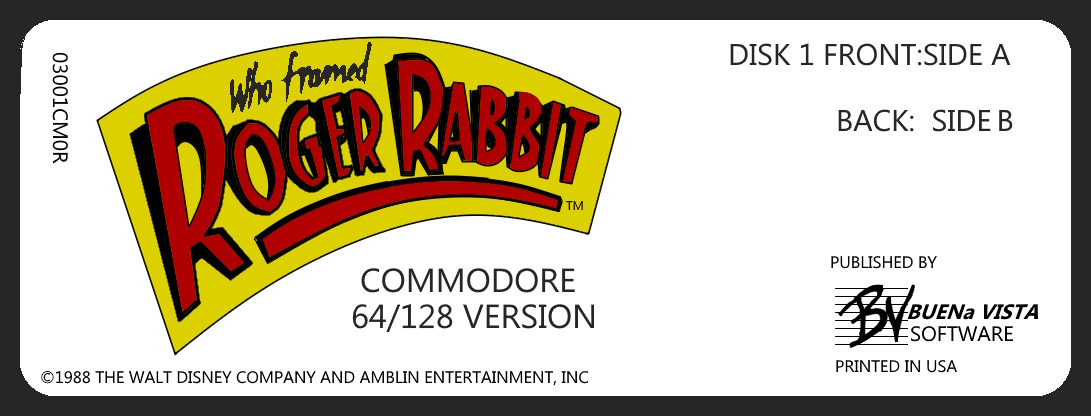 03001CM0R
Who framed
ROGER RABBIT
TM
COMMODORE
64/128 VERSION
©1988 THE WALT DISNEY COMPANY AND AMBLIN ENTERTAINMENT, INC
DISK 1 FRONT:SIDE A
BACK: SIDE B
PUBLISHED BY
BV BUENa VISTA
SOFTWARE
PRINTED IN USA